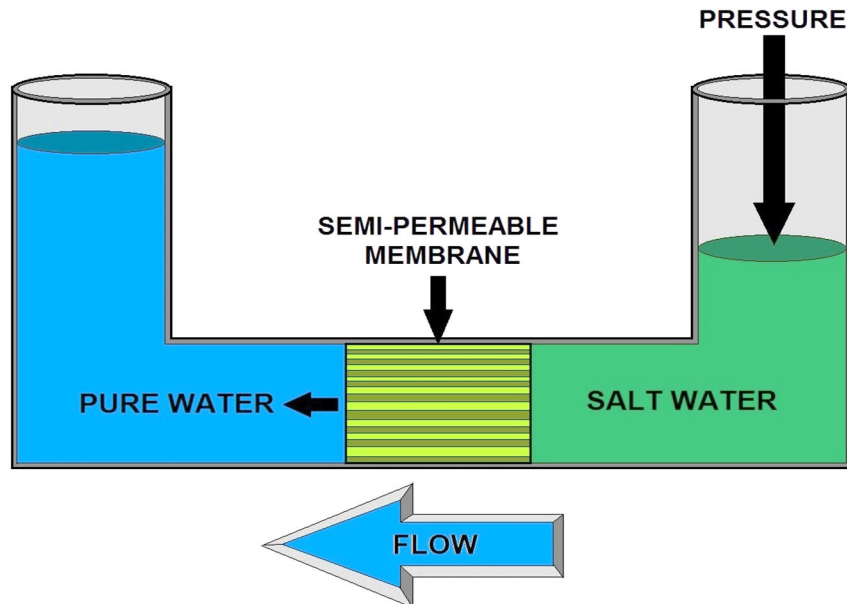 PRESSURE
SEMI-PERMEABLE
MEMBRANE
PURE WATER
SALT WATER
FLOW